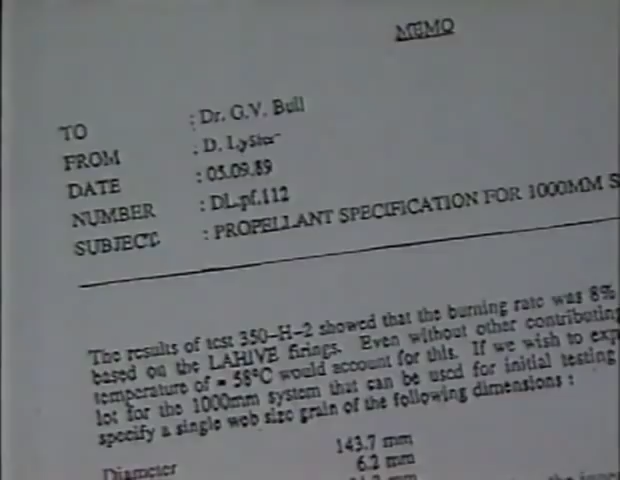 MEMO
TO : Dr. G.V. Bull
FROM : D. Lyster
DATE : 05.09.89
NUMBER : DL.pf.112
SUBJECT : PROPELLANT SPECIFICATION FOR 1000MM S
The results of test 350-H-2 showed that the burning rate was 8%
based on the LAHIVE firings. Even without other contributing
temperature of = 58°C would account for this. If we wish to exp
lot for the 1000mm system that can be used for initial testing
specify a single web size grain of the following dimensions :
Diameter 143.7 mm
6.2 mm
mm
the inner